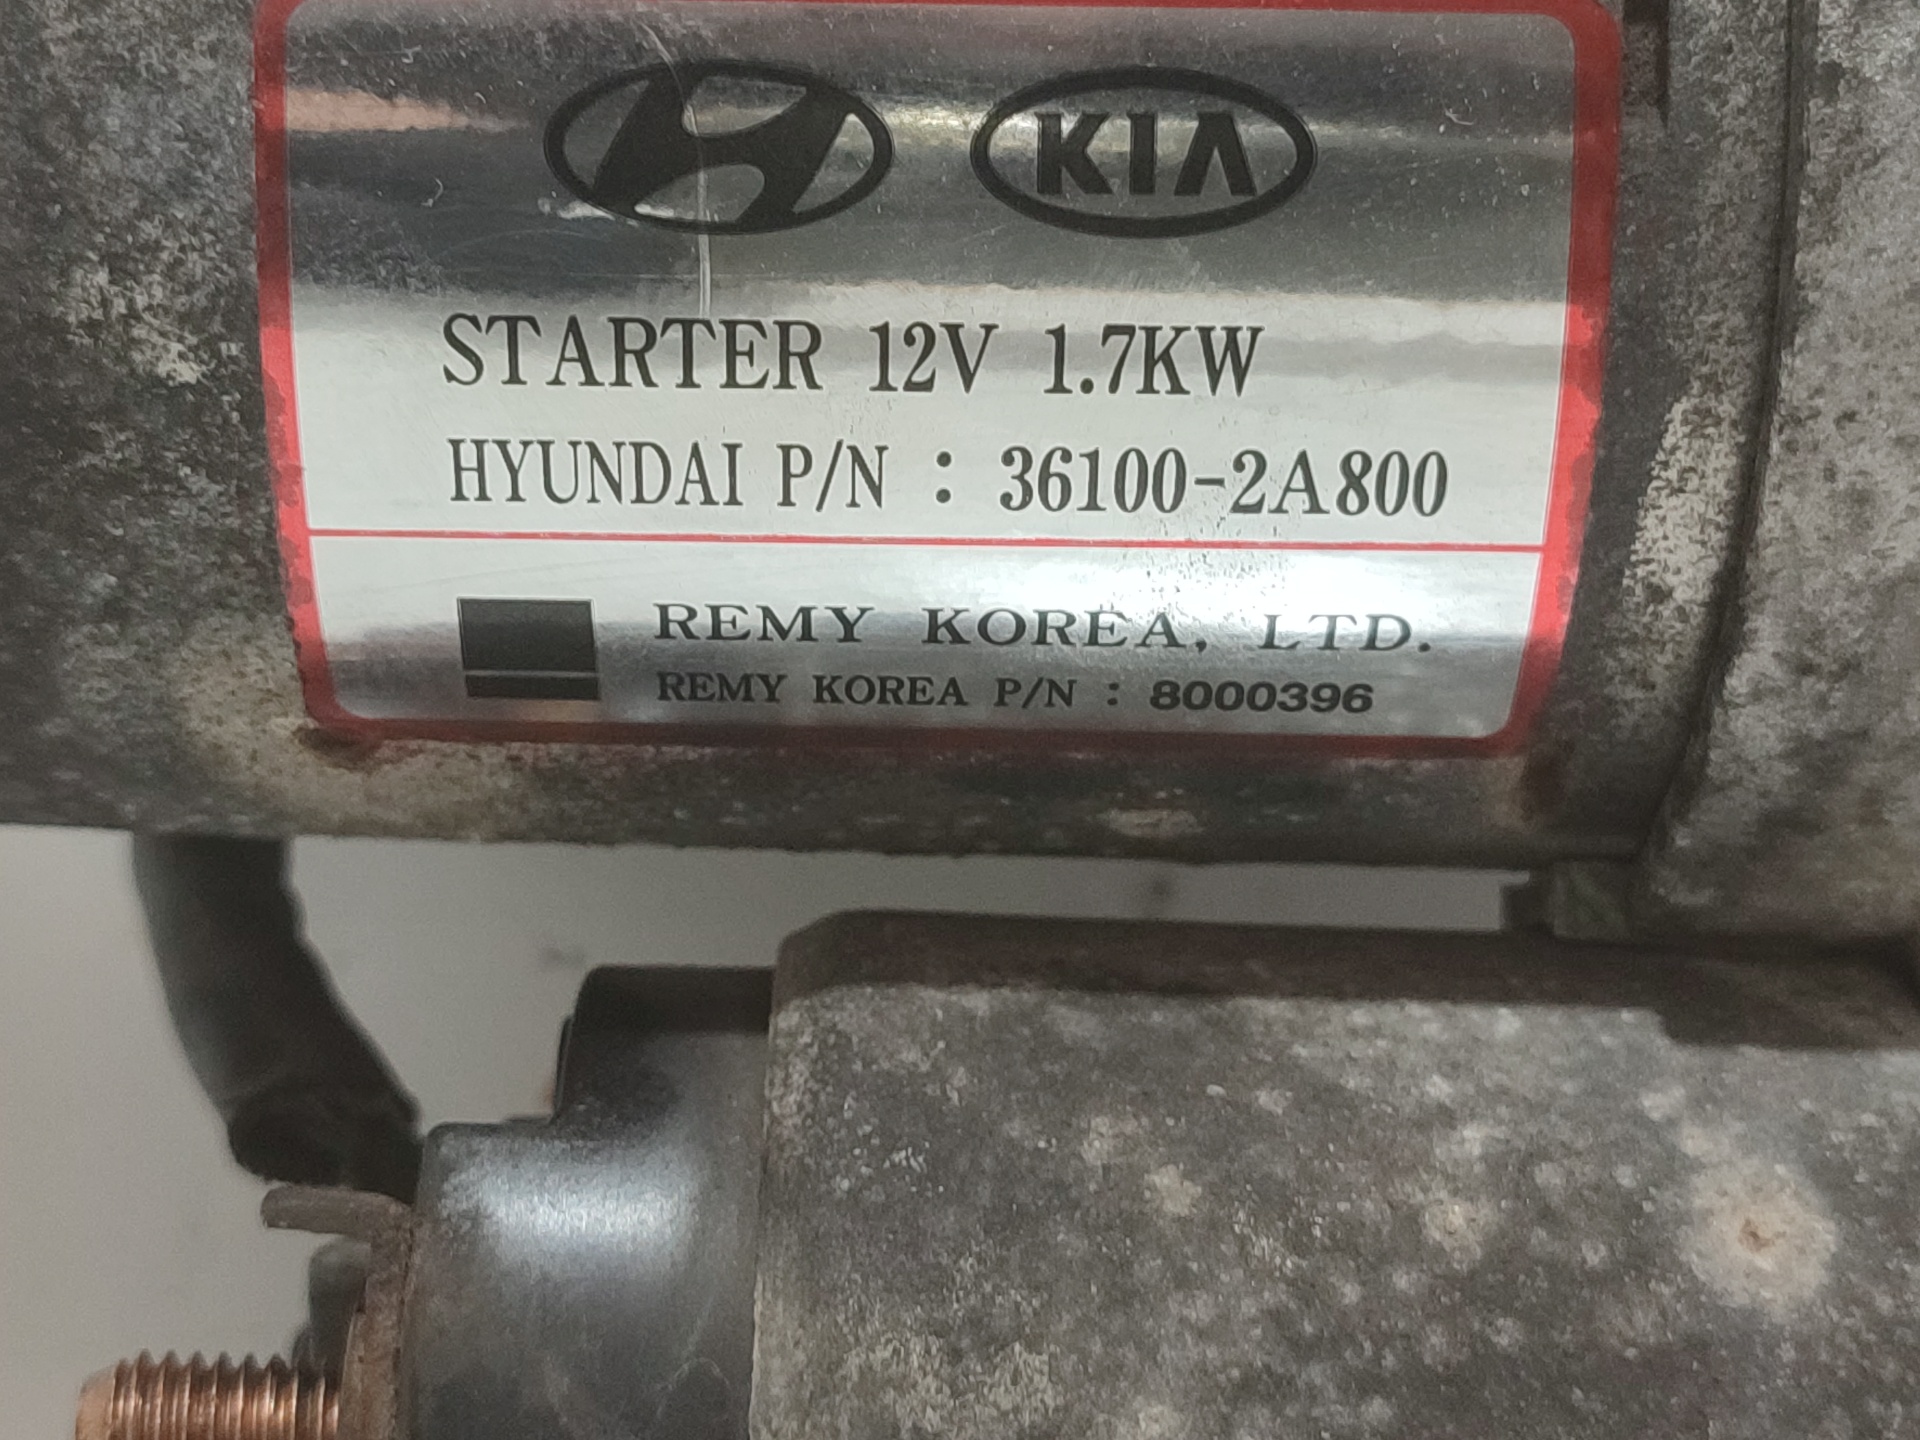 KIA
STARTER 12V 1.7KW
HYUNDAI P/N : 36100-2A800
REMY KOREA, LTD.
REMY KOREA P/N : 8000396